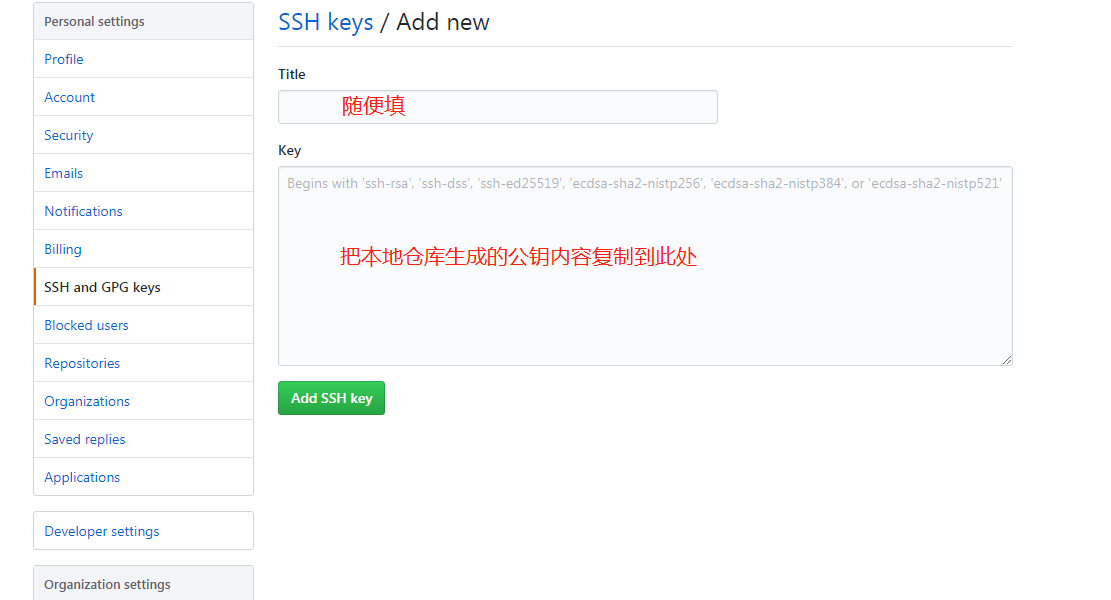 Personal settings
Profile
Account
Security
Emails
Notifications
Billing
SSH and GPG keys
Blocked users
Repositories
Organizations
Saved replies
Applications
Developer settings
Organization settings
SSH keys / Add new
Title
随便填
Key
Begins with 'ssh-rsa', 'ssh-dss', 'ssh-ed25519', 'ecdsa-sha2-nistp256', 'ecdsa-sha2-nistp384', or 'ecdsa-sha2-nistp521'
把本地仓库生成的公钥内容复制到此处
Add SSH key